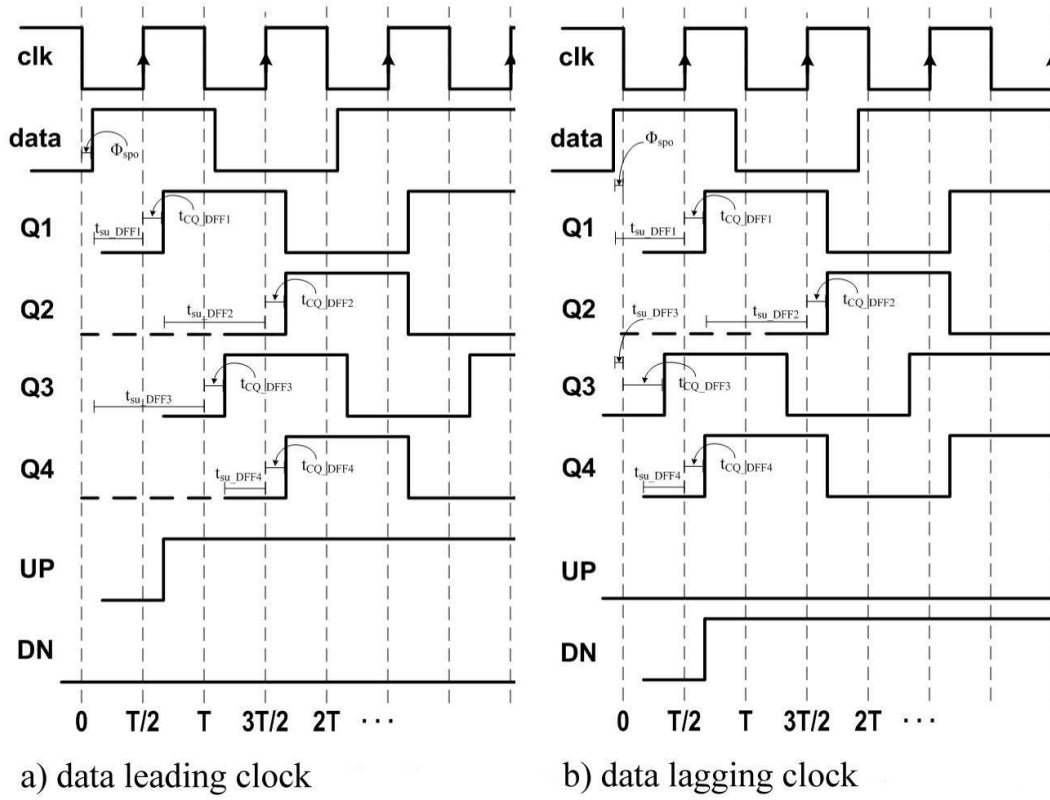 clk
data
Φspo
Q1
tsu_DFF1
tCQ_DFF1
Q2
tsu_DFF2
tCQ_DFF2
Q3
tsu_DFF3
tCQ_DFF3
Q4
tsu_DFF4
tCQ_DFF4
UP
DN
0 T/2 T 3T/2 2T ...
a) data leading clock
clk
data
Φspo
Q1
tsu_DFF1
tCQ_DFF1
Q2
tsu_DFF3
tsu_DFF2
tCQ_DFF2
Q3
tCQ_DFF3
Q4
tsu_DFF4
tCQ_DFF4
UP
DN
0 T/2 T 3T/2 2T ...
b) data lagging clock